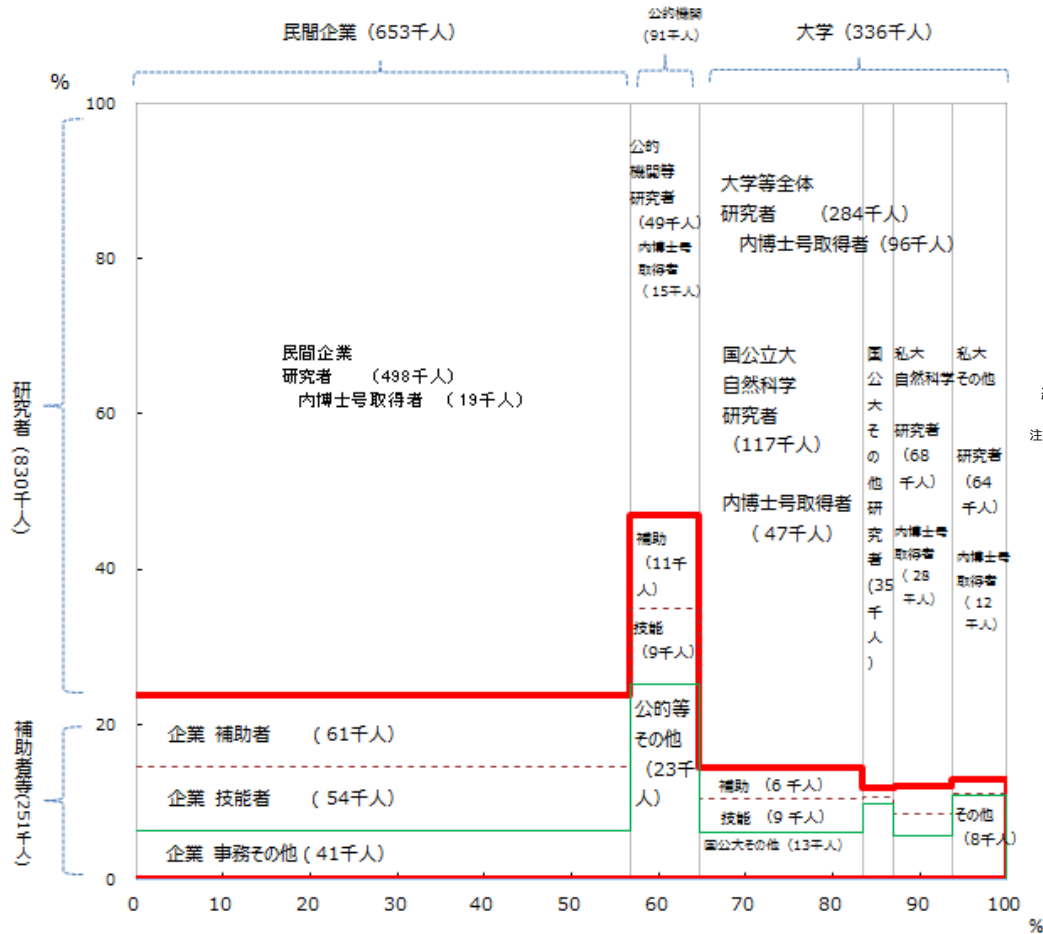 民間企業（653千人）
公的機関
（91千人）
大学（336千人）
%
100
80
60
40
20
0
研究者（830千人）
補助者等(251千人)
公的
機関等
研究者
（49千人）
内博士号
取得者
（15千人）
大学等全体
研究者　（284千人）
内博士号取得者（96千人）
民間企業
研究者　（498千人）
内博士号取得者　（19千人）
国公立大
自然科学
研究者
（117千人）
内博士号取得者
（ 47千人）
国公大その他研究者(35千人)
私大
自然科学
研究者
（68
千人）
内博士号
取得者
（ 28
千人）
私大
その他
研究者
（64
千人）
内博士号
取得者
（ 12
千人）
注
補助
（11千
人）
技能
（9千人）
公的等
その他
（23千
人）
企業 補助者　（ 61千人）
企業 技能者　（ 54千人）
企業 事務その他（ 41千人）
補助　（6 千人）
技能　（9 千人）
国公大その他（13千人）
その他
（8千人）
0 10 20 30 40 50 60 70 80 90 100
%